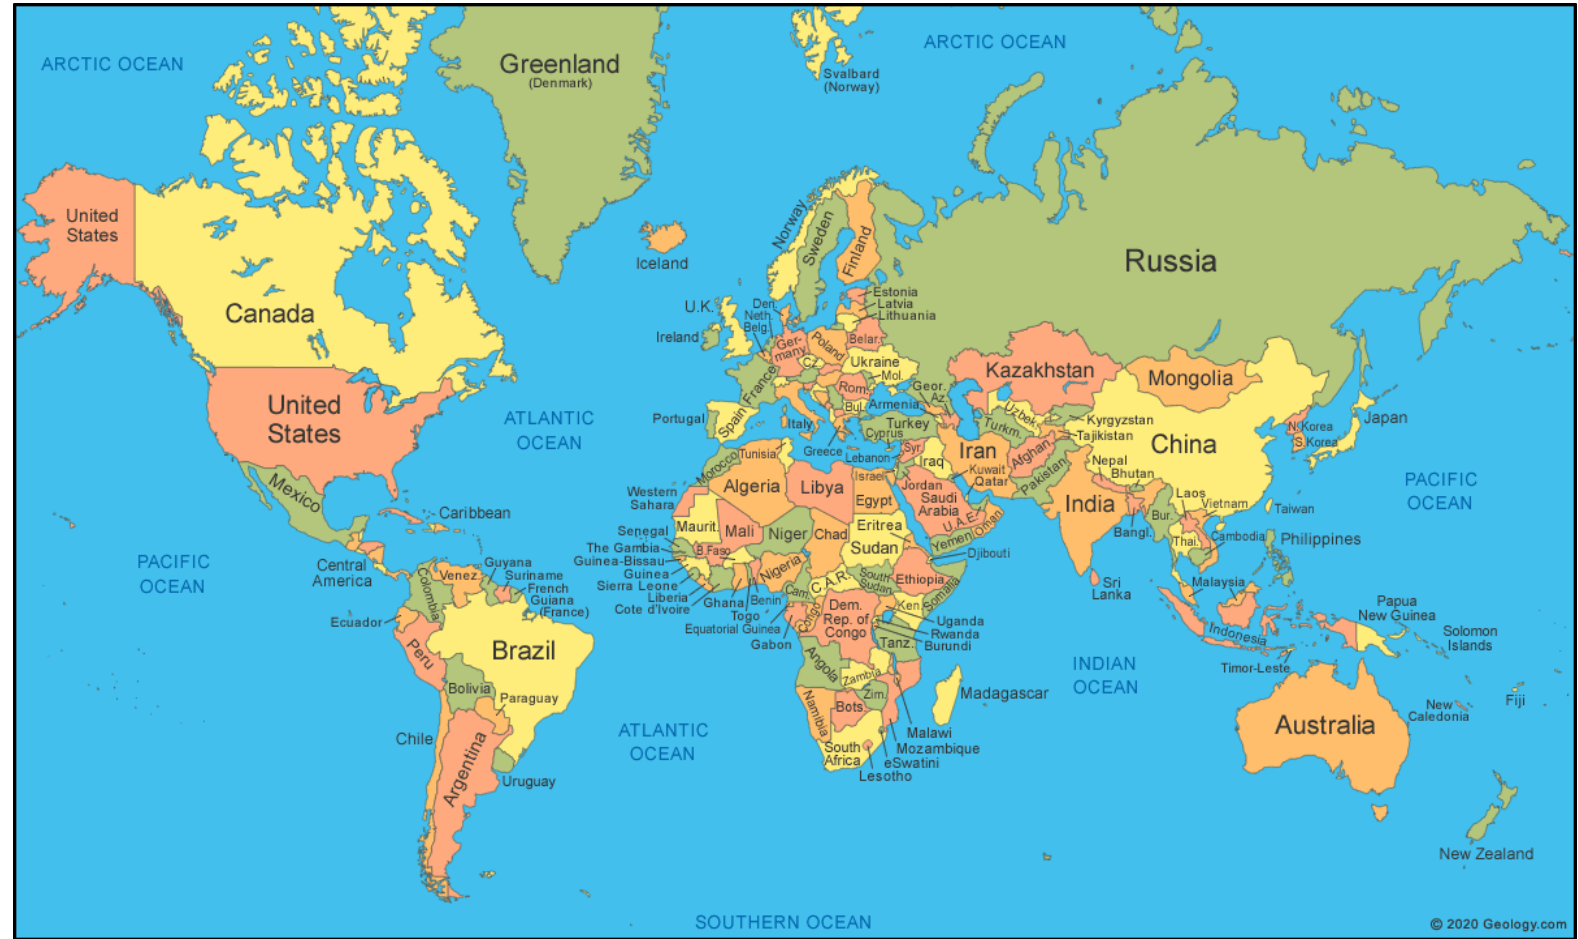 ARCTIC OCEAN
Greenland
(Denmark)
Svalbard
(Norway)
ARCTIC OCEAN
United
States
Canada
Iceland
Norway
Sweden
Finland
Russia
U.K.
Ireland
Den.
Neth.
Belg.
Estonia
Latvia
Lithuania
Ger-
many
Poland
Belar.
Cz.
Ukraine
Mol.
France
Rom.
Bul.
Portugal
Spain
Italy
Greece
Geor.
Az.
Armenia
Turkey
Cyprus
Lebanon
Syr.
Israel
Iraq
Jordan
Iran
Kuwait
Qatar
Saudi
Arabia
U.A.E.
Oman
Yemen
Kazakhstan
Uzbek.
Turkm.
Kyrgyzstan
Tajikistan
Afghan.
Pakistan
Mongolia
China
N. Korea
S. Korea
Japan
Nepal
Bhutan
India
Bangl.
Bur.
Laos
Vietnam
Thai.
Cambodia
Taiwan
Philippines
Sri
Lanka
Malaysia
Indonesia
Timor-Leste
Papua
New Guinea
Solomon
Islands
United
States
ATLANTIC
OCEAN
PACIFIC
OCEAN
Mexico
Caribbean
PACIFIC
OCEAN
Central
America
Venez.
Guyana
Suriname
French
Guiana
(France)
Colombia
Ecuador
Peru
Brazil
Bolivia
Paraguay
Chile
Argentina
Uruguay
Morocco
Tunisia
Algeria
Libya
Egypt
Western
Sahara
Maurit.
Mali
Niger
Chad
Eritrea
Sudan
Djibouti
Senegal
The Gambia
Guinea-Bissau
Guinea
Sierra Leone
Liberia
Cote d'Ivoire
B.Faso
Ghana
Togo
Benin
Nigeria
Cam.
Equatorial Guinea
Gabon
Congo
C.A.R.
South
Sudan
Ethiopia
Somalia
Dem.
Rep. of
Congo
Ken.
Uganda
Rwanda
Burundi
Tanz.
Angola
Zambia
Zim.
Namibia
Bots.
South
Africa
Madagascar
Malawi
Mozambique
eSwatini
Lesotho
ATLANTIC
OCEAN
INDIAN
OCEAN
Australia
New
Caledonia
Fiji
New Zealand
SOUTHERN OCEAN
© 2020 Geology.com